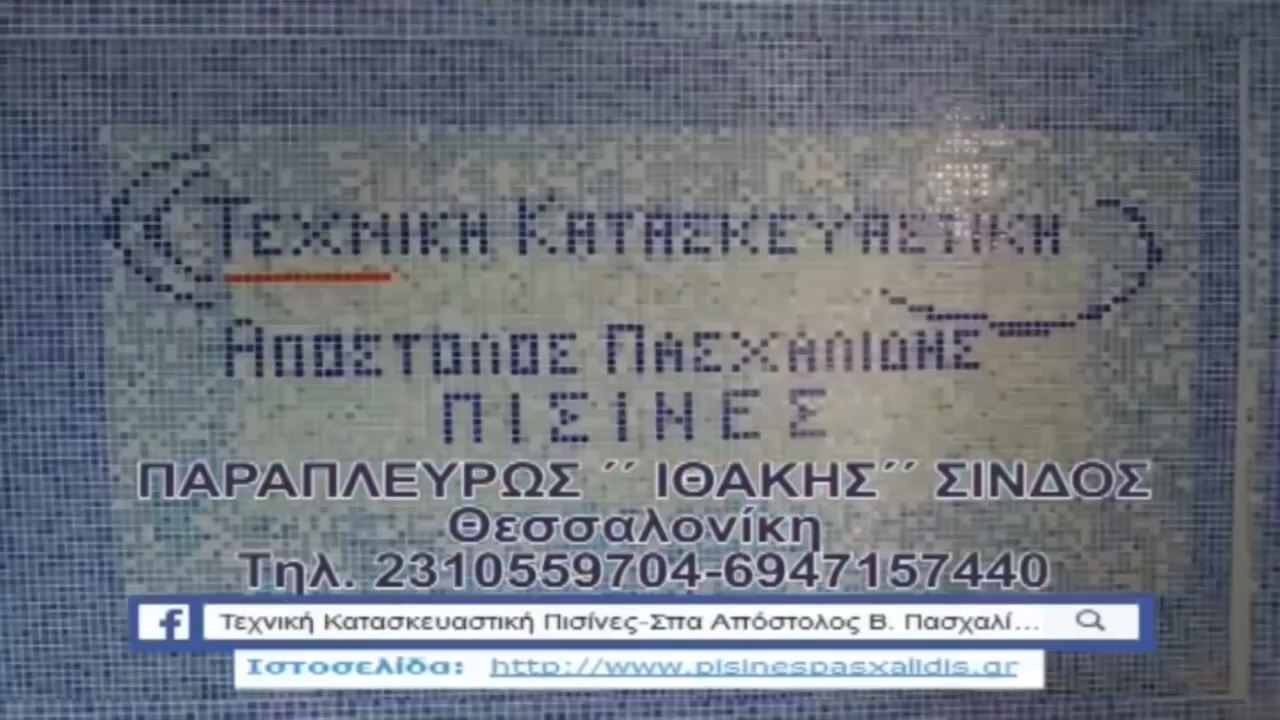 ΤΕΧΝΙΚΗ ΚΑΤΑΣΚΕΥΑΣΤΙΚΗ
ΑΠΟΣΤΟΛΟΣ ΠΑΣΧΑΛΙΔΗΣ
ΠΙΣΙΝΕΣ
ΠΑΡΑΠΛΕΥΡΩΣ ΄΄ ΙΘΑΚΗΣ΄΄ ΣΙΝΔΟΣ
Θεσσαλονίκη
Τηλ. 2310559704-6947157440
f Τεχνική Κατασκευαστική Πισίνες-Σπα Απόστολος Β. Πασχαλί...
Ιστοσελίδα: http://www.pisinespasxalidis.gr